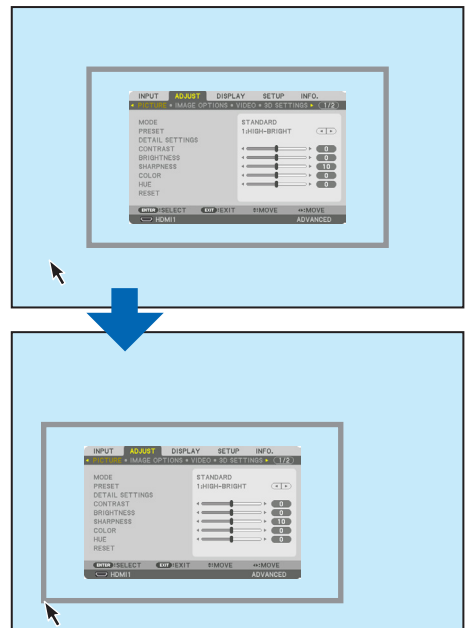 INPUT ADJUST DISPLAY SETUP INFO.
PICTURE • IMAGE OPTIONS • VIDEO • 3D SETTINGS (1/2)
MODE STANDARD
PRESET 1:HIGH-BRIGHT
DETAIL SETTINGS
CONTRAST 0
BRIGHTNESS 0
SHARPNESS 10
COLOR 0
HUE 0
RESET
ENTER:SELECT EXIT:EXIT ↕:MOVE ↔:MOVE
HDMI1 ADVANCED
INPUT ADJUST DISPLAY SETUP INFO.
PICTURE • IMAGE OPTIONS • VIDEO • 3D SETTINGS (1/2)
MODE STANDARD
PRESET 1:HIGH-BRIGHT
DETAIL SETTINGS
CONTRAST 0
BRIGHTNESS 0
SHARPNESS 10
COLOR 0
HUE 0
RESET
ENTER:SELECT EXIT:EXIT ↕:MOVE ↔:MOVE
HDMI1 ADVANCED